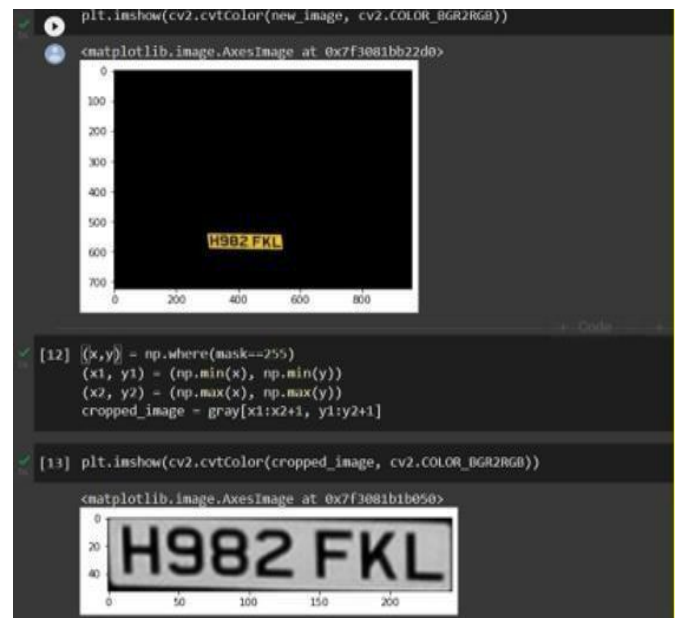 plt.imshow(cv2.cvtColor(new_image, cv2.COLOR_BGR2RGB))
<matplotlib.image.AxesImage at 0x7f3081bb22d0>
0
100
200
300
400
500
600
700
H982 FKL
0 200 400 600 800
+ Code
[12] (x,y) = np.where(mask==255)
(x1, y1) = (np.min(x), np.min(y))
(x2, y2) = (np.max(x), np.max(y))
cropped_image = gray[x1:x2+1, y1:y2+1]
[13] plt.imshow(cv2.cvtColor(cropped_image, cv2.COLOR_BGR2RGB))
<matplotlib.image.AxesImage at 0x7f3081b1b050>
0
20
40
H982 FKL
0 50 100 150 200